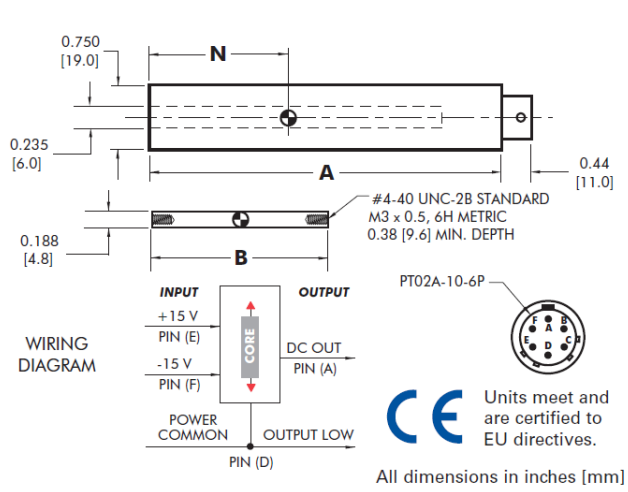 0.750
[19.0]
N
0.235
[6.0]
A
0.44
[11.0]
#4-40 UNC-2B STANDARD
M3 x 0.5, 6H METRIC
0.38 [9.6] MIN. DEPTH
0.188
[4.8]
B
PT02A-10-6P
INPUT
OUTPUT
+15 V
PIN (E)
WIRING
DIAGRAM
CORE
DC OUT
PIN (A)
-15 V
PIN (F)
POWER
COMMON
OUTPUT LOW
PIN (D)
F
B
A
E
C
D
CE
Units meet and
are certified to
EU directives.
All dimensions in inches [mm]